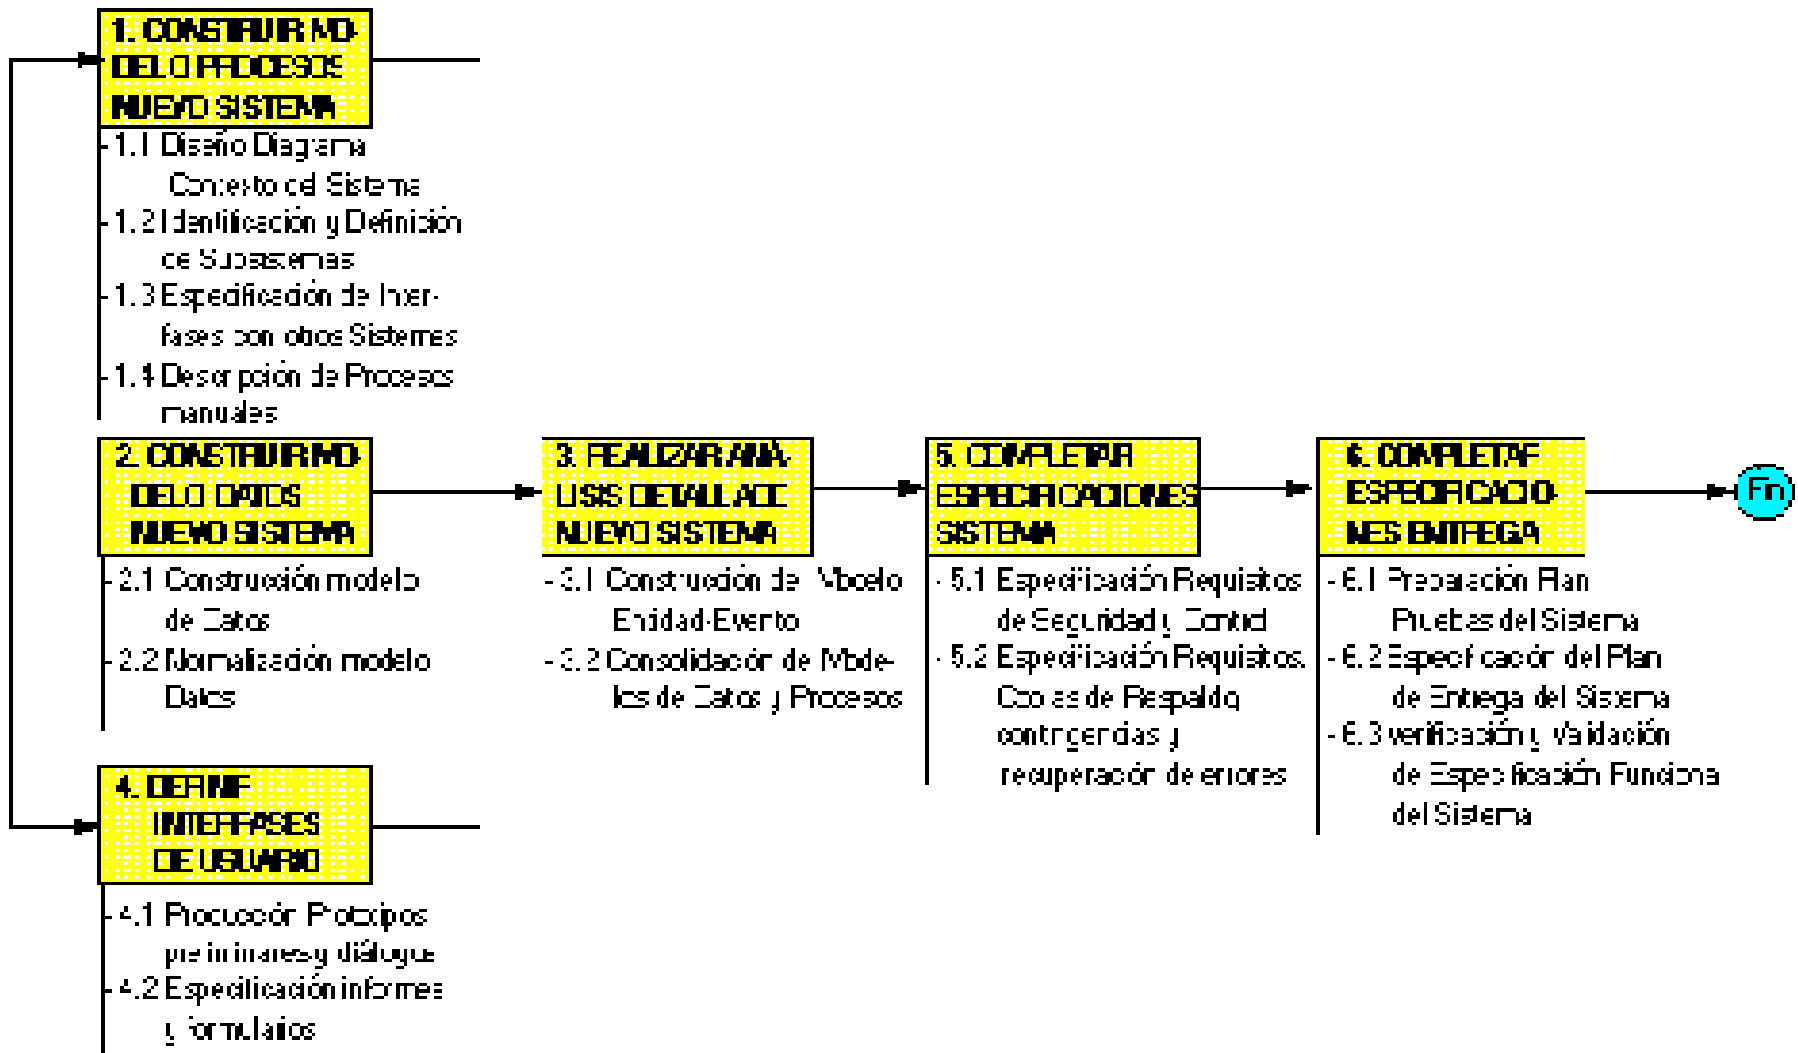 1. CONSTRUIR MO-
DELO PROCESOS
NUEVO SISTEMA
- 1.1 Diseño Diagrama
Contexto del Sistema
- 1.2 Identificación y Definición
de Subsistemas
- 1.3 Especificación de Inter-
fases con otros Sistemas
- 1.4 Descripción de Procesos
manuales
2. CONSTRUIR MO-
DELO DATOS
NUEVO SISTEMA
- 2.1 Construcción modelo
de Datos
- 2.2 Normalización modelo
Datos
3. REALIZAR ANÁ-
LISIS DETALLADO
NUEVO SISTEMA
- 3.1 Construcción del Modelo
Entidad-Evento
- 3.2 Consolidación de Mode-
los de Datos y Procesos
4. DEFINIR
INTERFASES
DE USUARIO
- 4.1 Producción Prototipos
preliminares y diálogos
- 4.2 Especificación informes
y formularios
5. COMPLETAR
ESPECIFICACIONES
SISTEMA
- 5.1 Especificación Requisitos
de Seguridad y Control
- 5.2 Especificación Requisitos.
Copias de Respaldo,
contingencias y
recuperación de errores
6. COMPLETAR
ESPECIFICACIO-
NES ENTREGA
- 6.1 Preparación Plan
Pruebas del Sistema
- 6.2 Especificación del Plan
de Entrega del Sistema
- 6.3 verificación y Validación
de Especificación Funcional
del Sistema
Fin